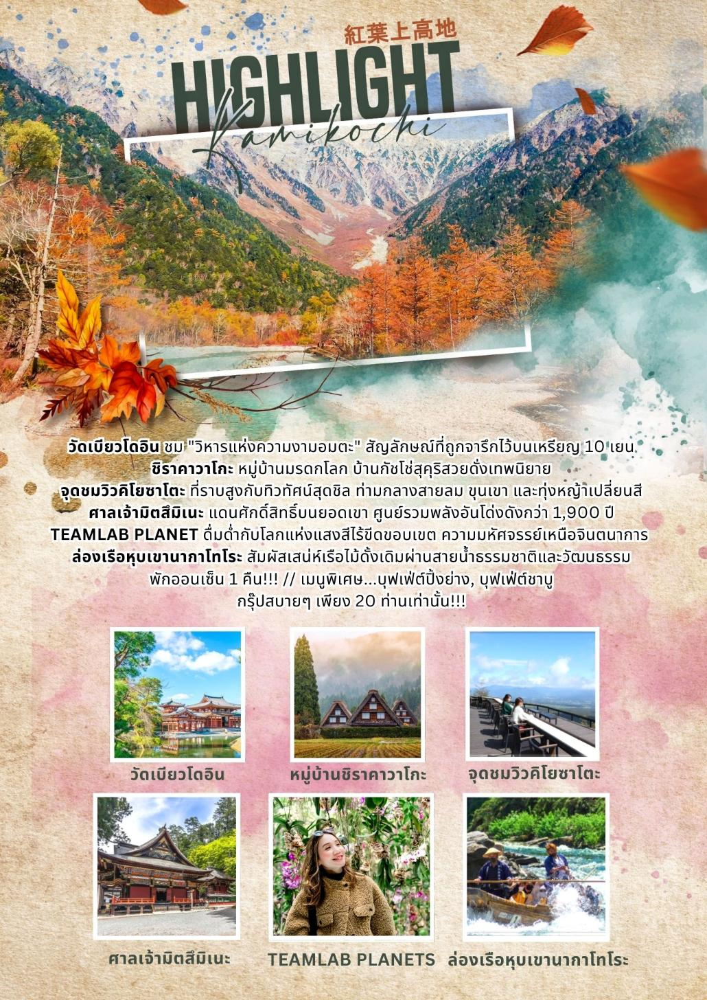 紅葉上高地
HIGHLIGHT
Kamikochi
วัดเบียวโดอิน ชม "วิหารแห่งความงามอมตะ" สัญลักษณ์ที่ถูกจารึกไว้บนเหรียญ 10 เยน
ชิราคาวาโกะ หมู่บ้านมรดกโลก บ้านกัชโช่สุคุริสวยดั่งเทพนิยาย
จุดชมวิวคิโยซาโตะ ที่ราบสูงกับทิวทัศน์สุดชิล ท่ามกลางสายลม ขุนเขา และทุ่งหญ้าเปลี่ยนสี
ศาลเจ้ามิตสึมิเนะ แดนศักดิ์สิทธิ์บนยอดเขา ศูนย์รวมพลังอันโด่งดังกว่า 1,900 ปี
TEAMLAB PLANET ดื่มด่ำกับโลกแห่งแสงสีไร้ขีดขอบเขต ความมหัศจรรย์เหนือจินตนาการ
ล่องเรือหุบเขานากาโทโระ สัมผัสเสน่ห์เรือไม้ดั้งเดิมผ่านสายน้ำธรรมชาติและวัฒนธรรม
พักออนเซ็น 1 คืน!!! // เมนูพิเศษ...บุฟเฟ่ต์ปิ้งย่าง, บุฟเฟ่ต์ชาบู
กรุ๊ปสบายๆ เพียง 20 ท่านเท่านั้น!!!
วัดเบียวโดอิน
หมู่บ้านชิราคาวาโกะ
จุดชมวิวคิโยซาโตะ
ศาลเจ้ามิตสึมิเนะ
TEAMLAB PLANETS
ล่องเรือหุบเขานากาโทโระ